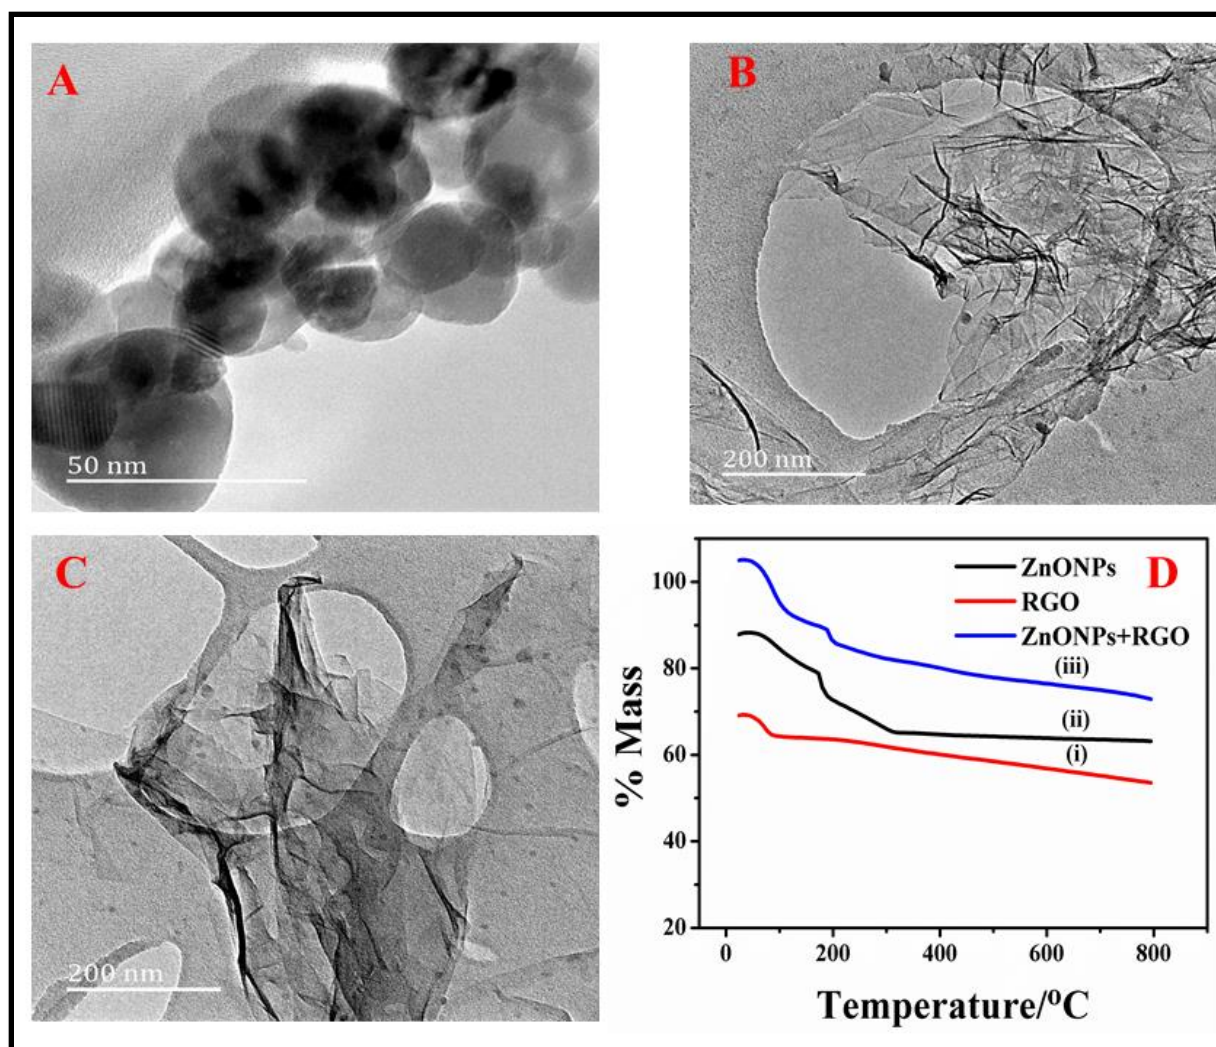 A
50 nm
B
200 nm
C
200 nm
D
ZnONPs
RGO
ZnONPs+RGO
(iii)
(ii)
(i)
100
80
60
40
20
% Mass
0
200
400
600
800
Temperature/⁰C